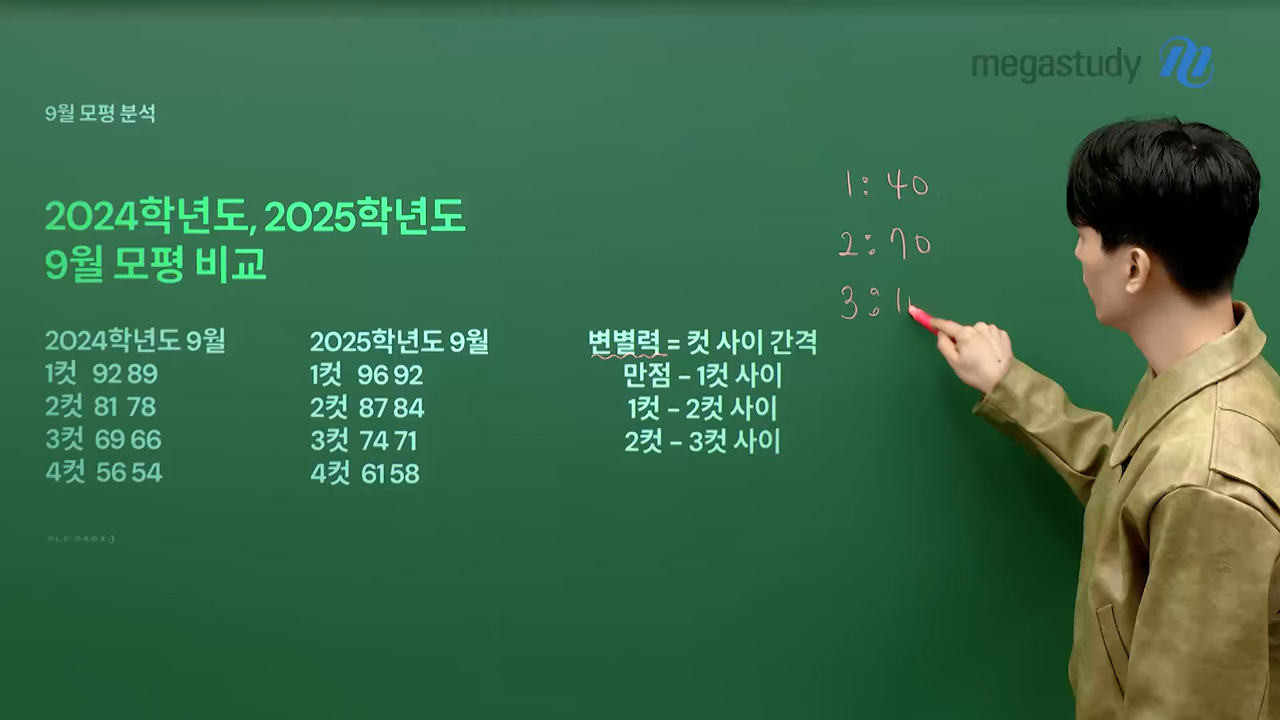 megastudy
9월 모평 분석
2024학년도, 2025학년도
9월 모평 비교
2024학년도 9월
1컷 92 89
2컷 81 78
3컷 69 66
4컷 56 54
2025학년도 9월
1컷 96 92
2컷 87 84
3컷 74 71
4컷 61 58
변별력 = 컷 사이 간격
만점 – 1컷 사이
1컷 – 2컷 사이
2컷 – 3컷 사이
1: 40
2: 70
3: 1